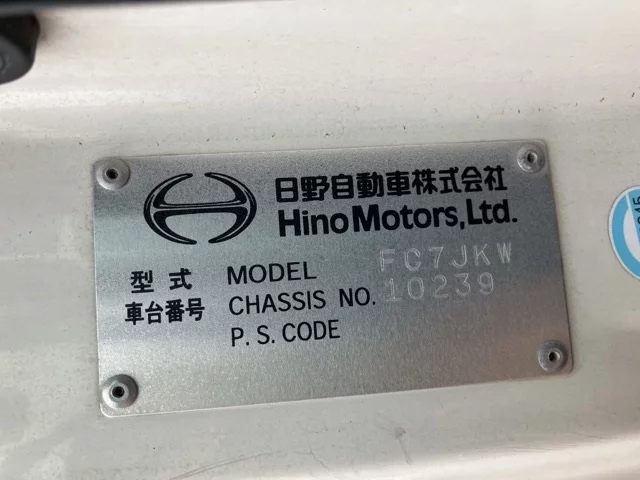 日野自動車株式会社
Hino Motors, Ltd.
型式 MODEL FC7JKW
車台番号 CHASSIS NO. 10239
P.S. CODE